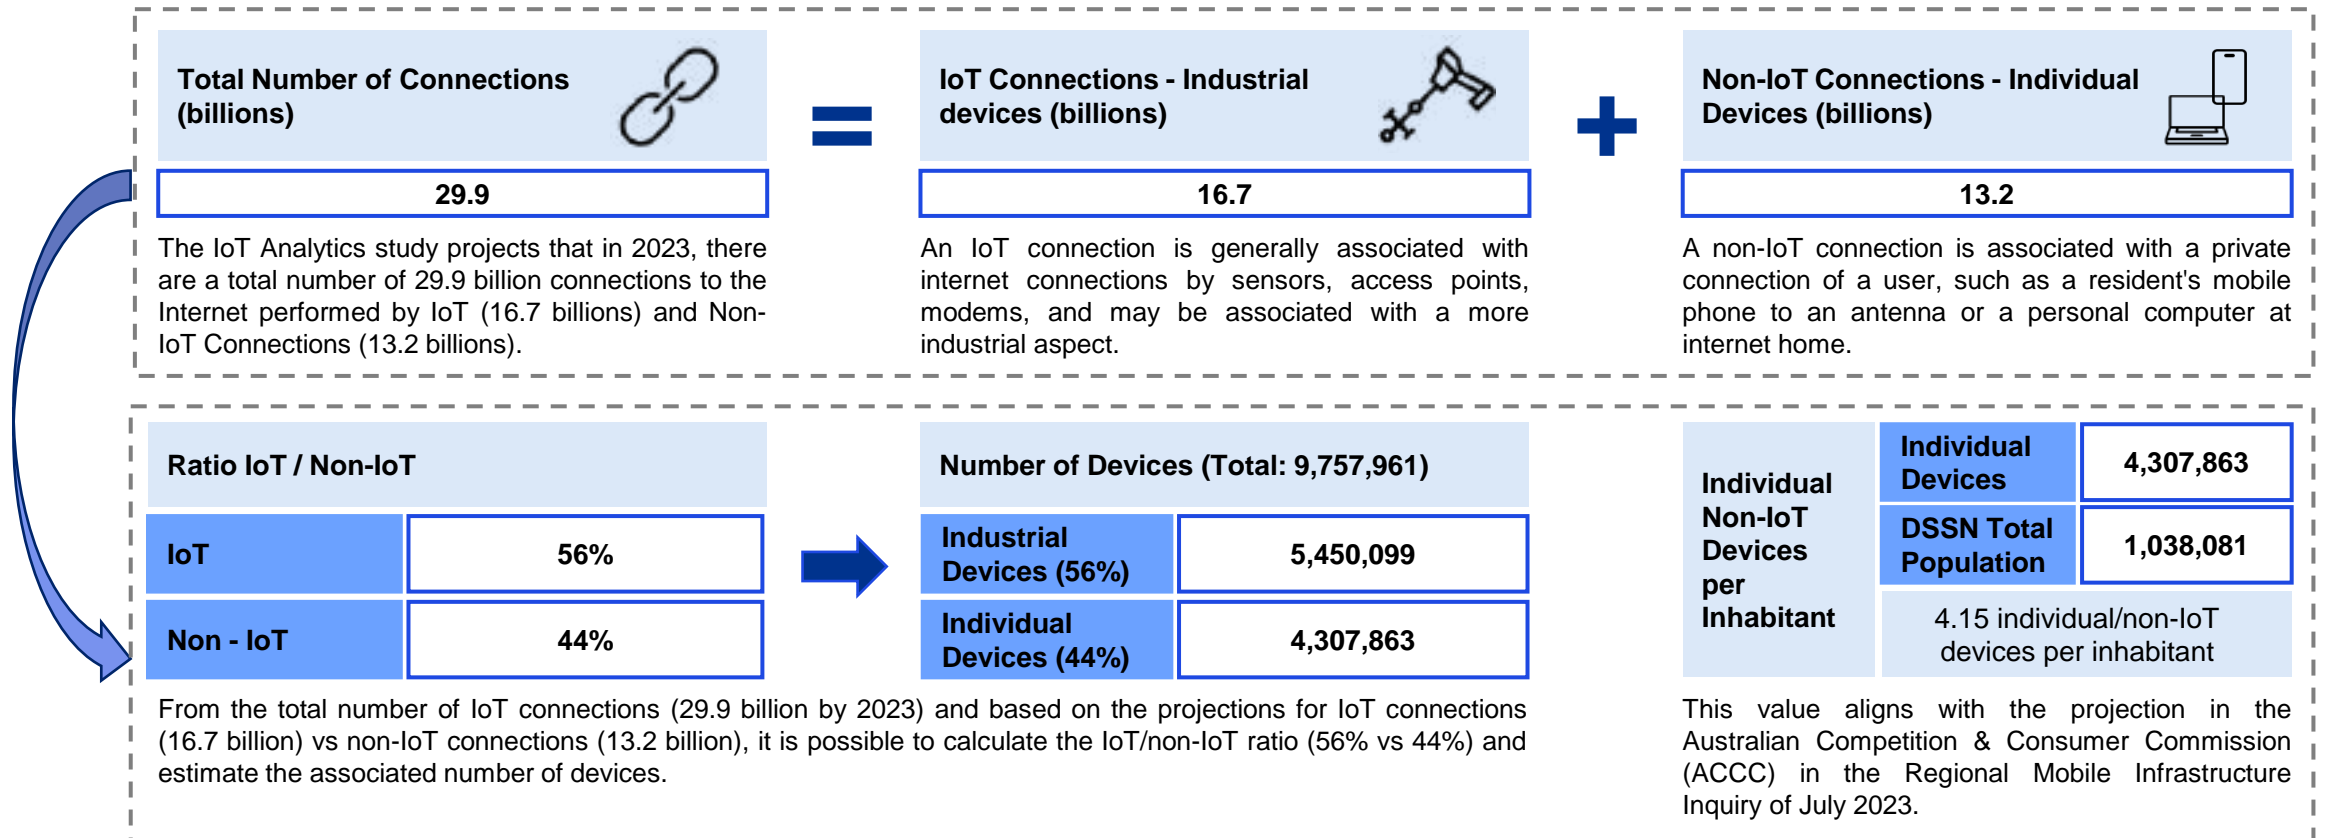 Total Number of Connections
(billions)
IoT Connections - Industrial
devices (billions)
Non-IoT Connections - Individual
Devices (billions)
29.9
16.7
13.2
The IoT Analytics study projects that in 2023, there
are a total number of 29.9 billion connections to the
Internet performed by IoT (16.7 billions) and Non-
IoT Connections (13.2 billions).
An IoT connection is generally associated with
internet connections by sensors, access points,
modems, and may be associated with a more
industrial aspect.
A non-IoT connection is associated with a private
connection of a user, such as a resident's mobile
phone to an antenna or a personal computer at
internet home.
Ratio IoT / Non-IoT
IoT
56%
Non - IoT
44%
Number of Devices (Total: 9,757,961)
Industrial
Devices (56%)
5,450,099
Individual
Devices (44%)
4,307,863
Individual
Non-IoT
Devices
per
Inhabitant
Individual
Devices
4,307,863
DSSN Total
Population
1,038,081
4.15 individual/non-IoT
devices per inhabitant
From the total number of IoT connections (29.9 billion by 2023) and based on the projections for IoT connections
(16.7 billion) vs non-IoT connections (13.2 billion), it is possible to calculate the IoT/non-IoT ratio (56% vs 44%) and
estimate the associated number of devices.
This value aligns with the projection in the
Australian Competition & Consumer Commission
(ACCC) in the Regional Mobile Infrastructure
Inquiry of July 2023.